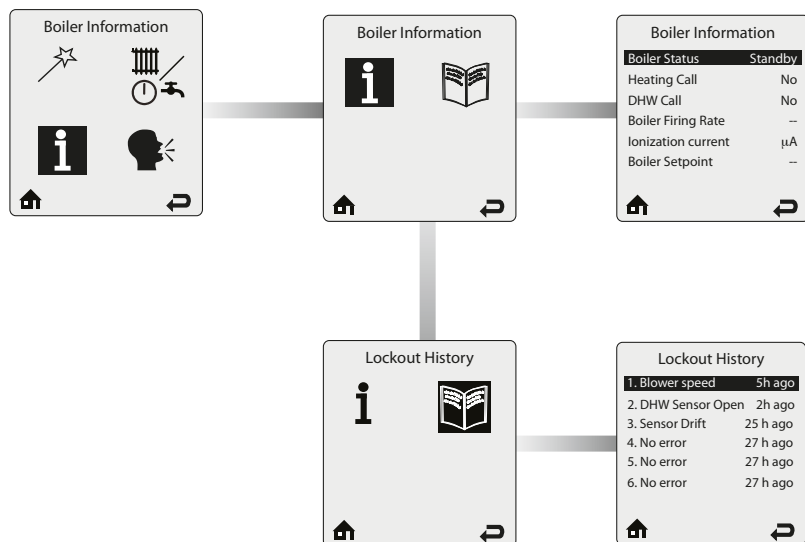 Boiler Information
Boiler Information
Boiler Information
Boiler Status Standby
Heating Call No
DHW Call No
Boiler Firing Rate --
Ionization current µA
Boiler Setpoint --
Lockout History
Lockout History
1. Blower speed 5h ago
2. DHW Sensor Open 2h ago
3. Sensor Drift 25 h ago
4. No error 27 h ago
5. No error 27 h ago
6. No error 27 h ago